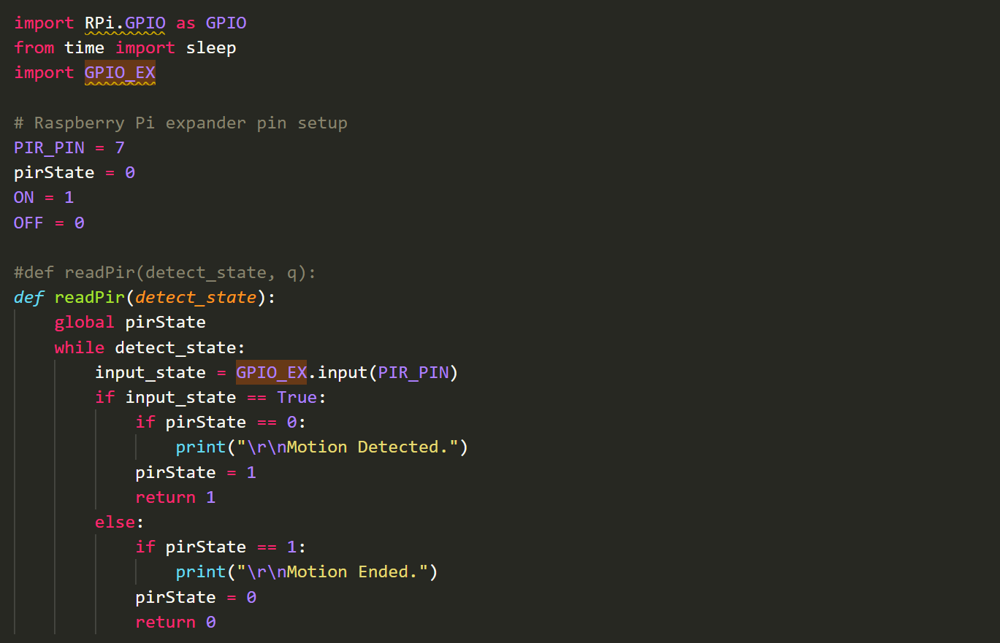 import RPi.GPIO as GPIO
from time import sleep
import GPIO_EX

# Raspberry Pi expander pin setup
PIR_PIN = 7
pirState = 0
ON = 1
OFF = 0

#def readPir(detect_state, q):
def readPir(detect_state):
    global pirState
    while detect_state:
        input_state = GPIO_EX.input(PIR_PIN)
        if input_state == True:
            if pirState == 0:
                print("\r\nMotion Detected.")
            pirState = 1
            return 1
        else:
            if pirState == 1:
                print("\r\nMotion Ended.")
            pirState = 0
            return 0